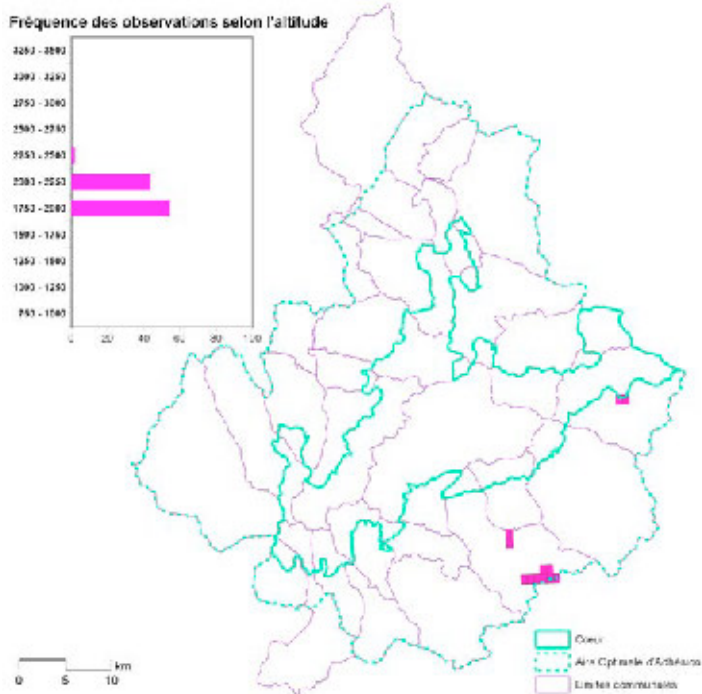 Fréquence des observations selon l'altitude
3250 - 3500
3000 - 3250
2750 - 3000
2500 - 2750
2250 - 2500
2000 - 2250
1750 - 2000
1500 - 1750
1250 - 1500
1000 - 1250
750 - 1000
0 20 40 60 80 100
0 5 10 km
Coeur
Aire Optimale d'Adhésion
Limites communales